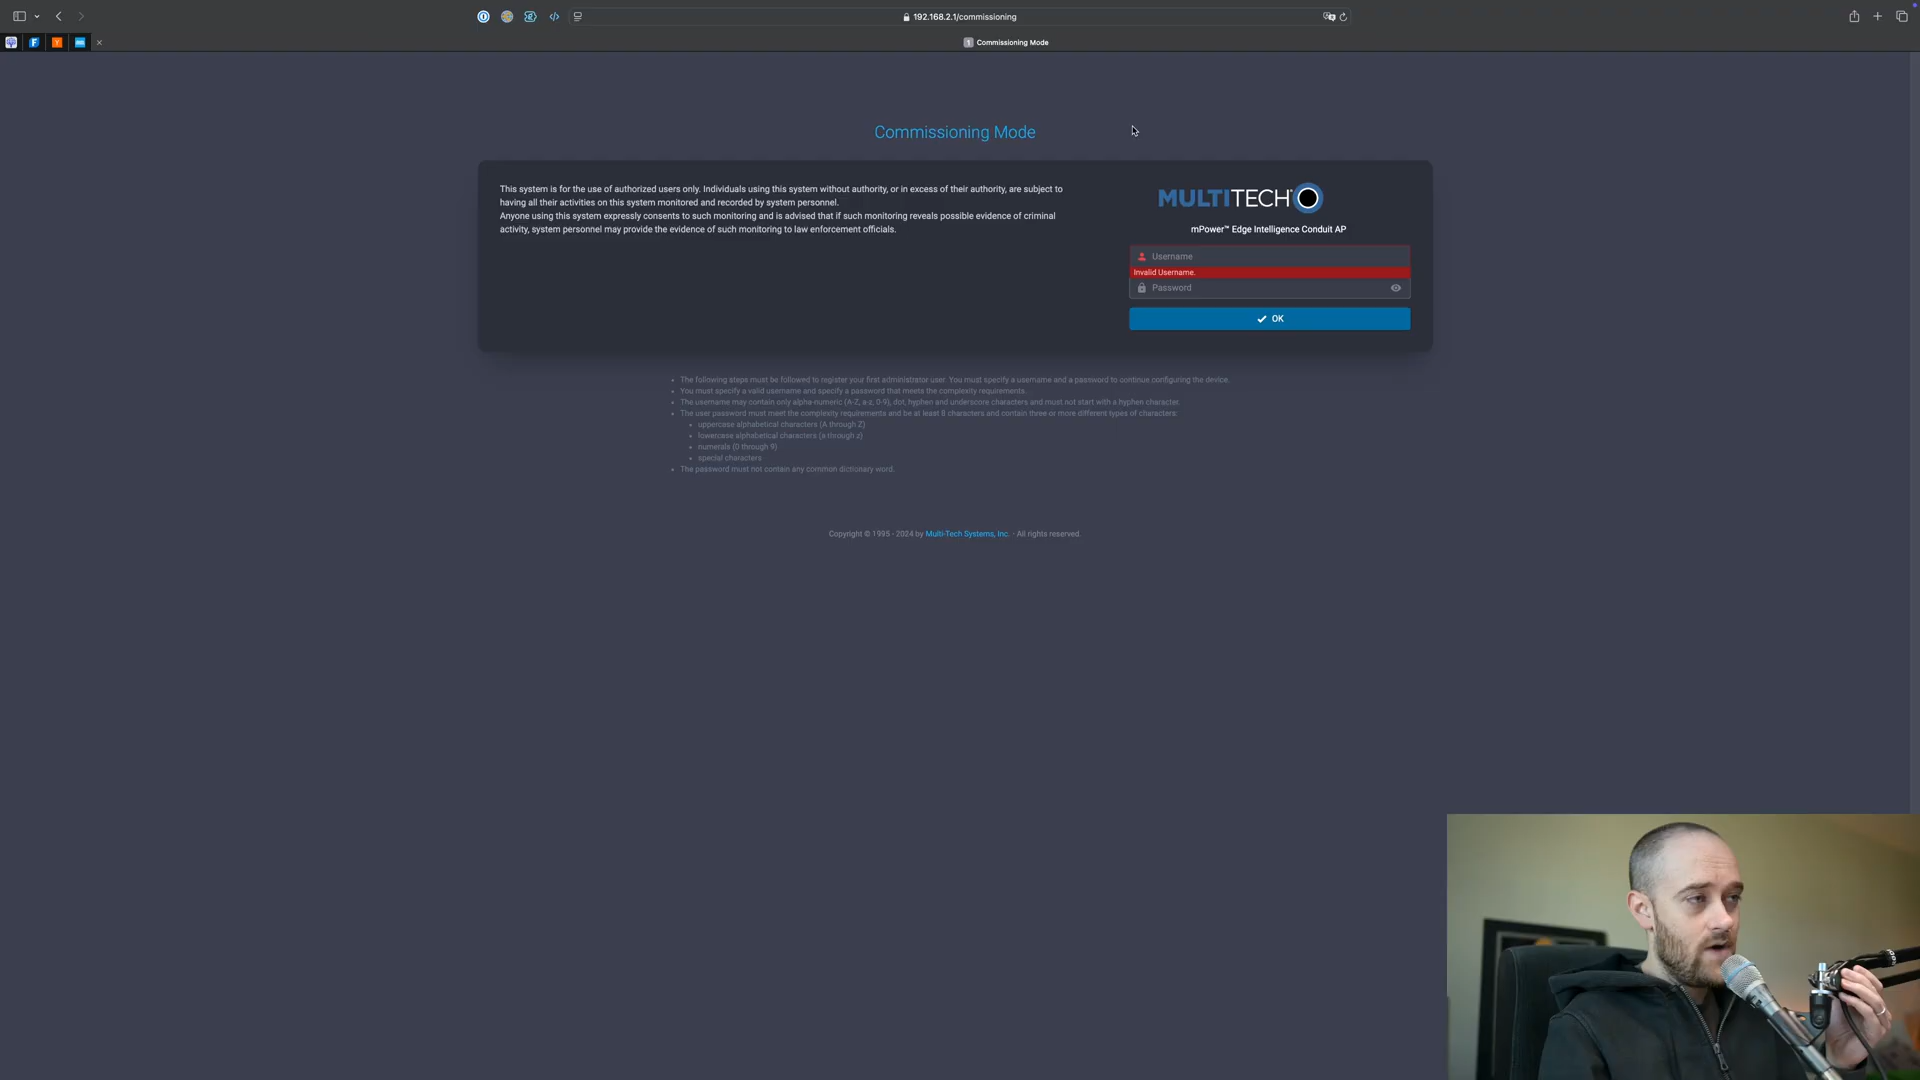 192.168.2.1/commissioning
Commissioning Mode
Commissioning Mode
This system is for the use of authorized users only. Individuals using this system without authority, or in excess of their authority, are subject to
having all their activities on this system monitored and recorded by system personnel.
Anyone using this system expressly consents to such monitoring and is advised that if such monitoring reveals possible evidence of criminal
activity, system personnel may provide the evidence of such monitoring to law enforcement officials.
MULTITECH
mPower™ Edge Intelligence Conduit AP
Username
Invalid Username.
Password
OK
The following steps must be followed to register your first administrator user. You must specify a username and a password to continue configuring the device.
You must specify a valid username and specify a password that meets the complexity requirements.
The username may contain only alpha-numeric (A-Z, a-z, 0-9), dot, hyphen and underscore characters and must not start with a hyphen character.
The user password must meet the complexity requirements and be at least 8 characters and contain three or more different types of characters:
uppercase alphabetical characters (A through Z)
lowercase alphabetical characters (a through z)
numerals (0 through 9)
special characters
The password must not contain any common dictionary word.
Copyright © 1995 - 2024 by Multi-Tech Systems, Inc. - All rights reserved.